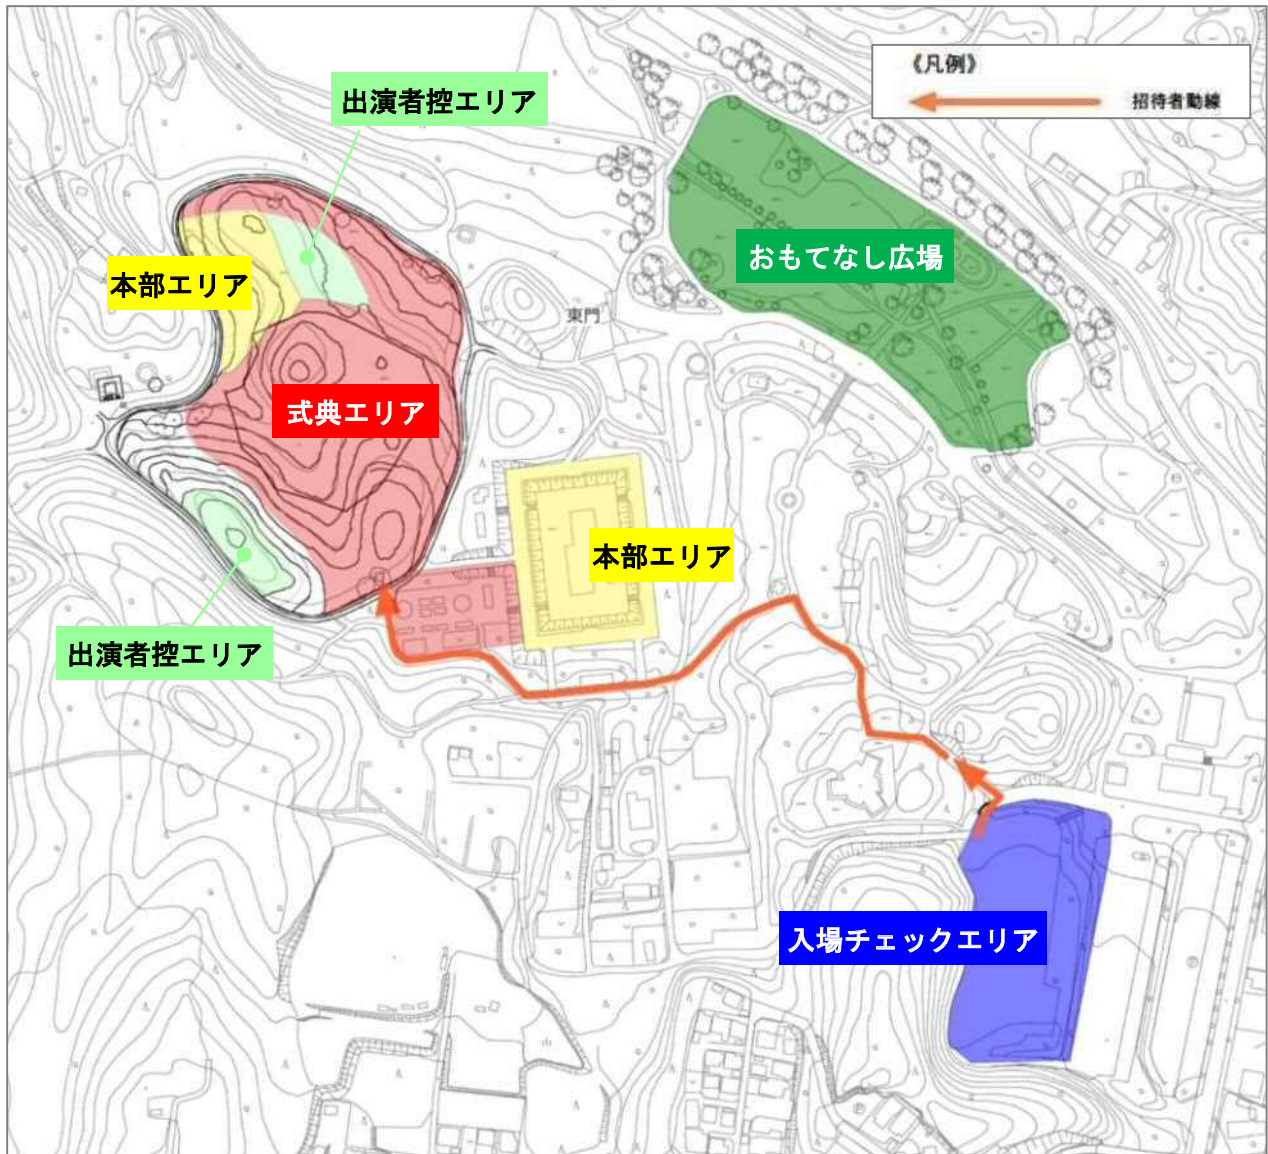 《凡例》
招待者動線
出演者控エリア
おもてなし広場
本部エリア
東門
式典エリア
本部エリア
出演者控エリア
入場チェックエリア